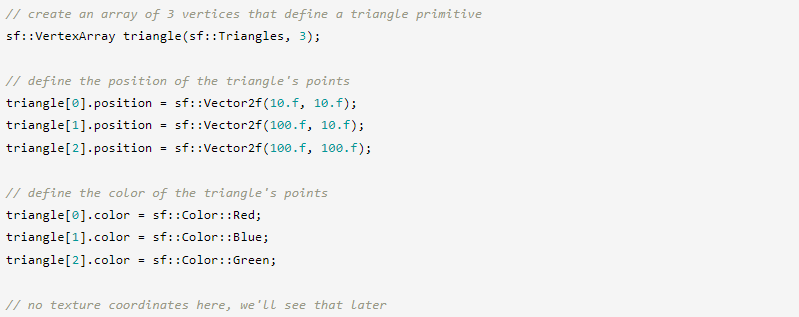 // create an array of 3 vertices that define a triangle primitive
sf::VertexArray triangle(sf::Triangles, 3);
// define the position of the triangle's points
triangle[0].position = sf::Vector2f(10.f, 10.f);
triangle[1].position = sf::Vector2f(100.f, 10.f);
triangle[2].position = sf::Vector2f(100.f, 100.f);
// define the color of the triangle's points
triangle[0].color = sf::Color::Red;
triangle[1].color = sf::Color::Blue;
triangle[2].color = sf::Color::Green;
// no texture coordinates here, we'll see that later